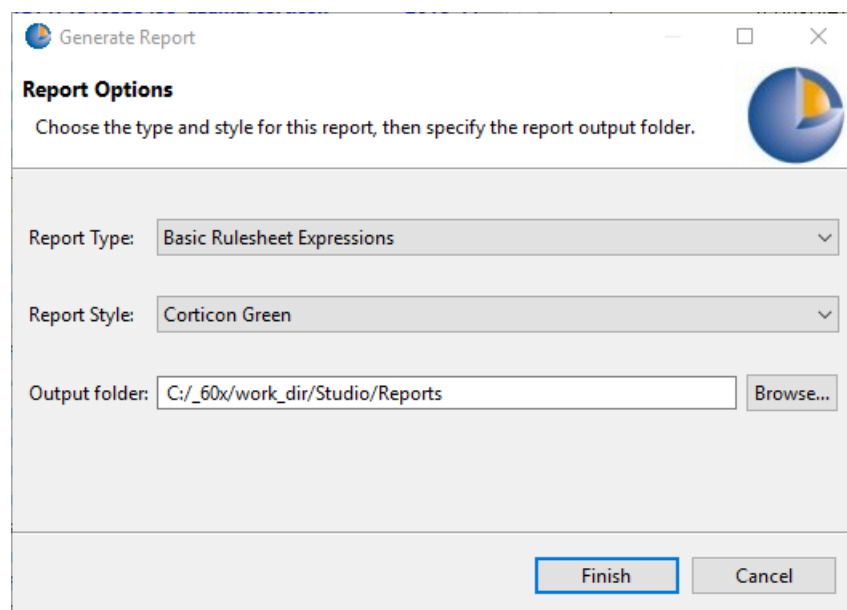 Generate Report
Report Options
Choose the type and style for this report, then specify the report output folder.
Report Type: Basic Rulesheet Expressions
Report Style: Corticon Green
Output folder: C:/_60x/work_dir/Studio/Reports Browse...
Finish Cancel